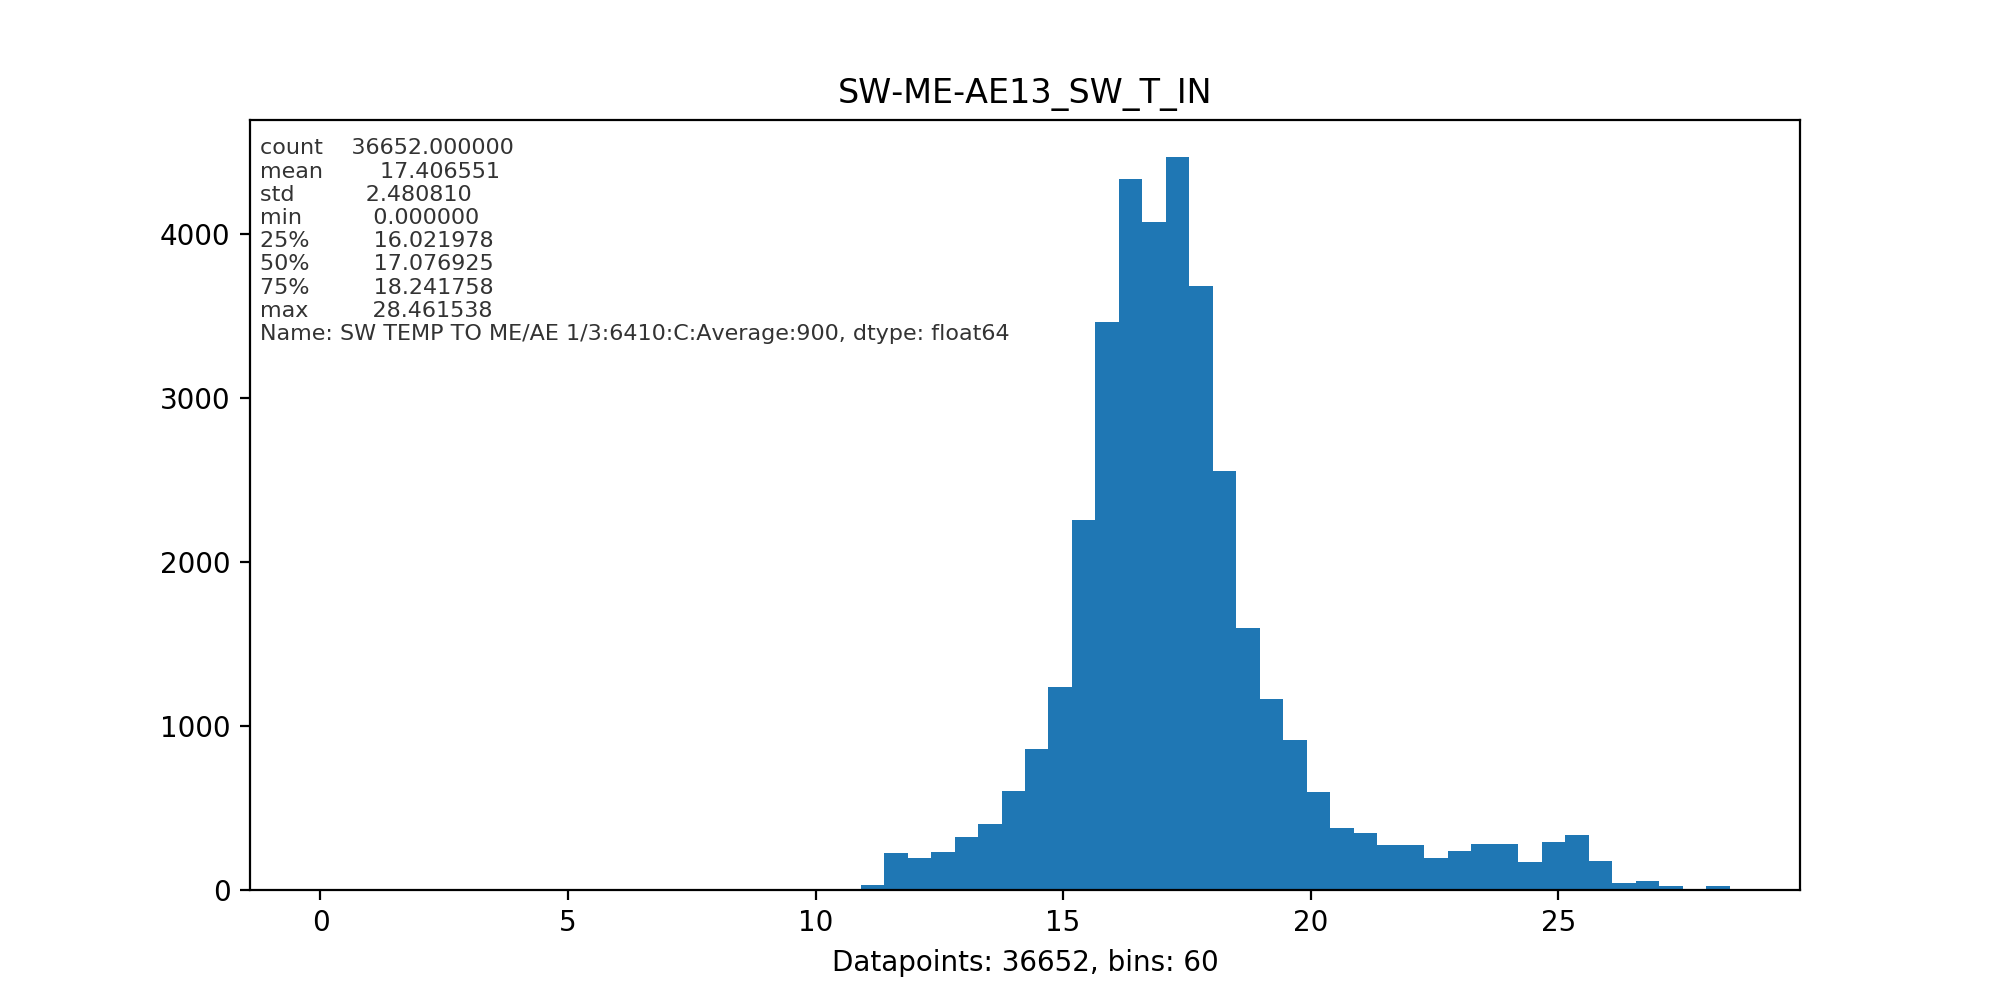 SW-ME-AE13_SW_T_IN
count 36652.000000
mean 17.406551
std 2.480810
min 0.000000
25% 16.021978
50% 17.076925
75% 18.241758
max 28.461538
Name: SW TEMP TO ME/AE 1/3:6410:C:Average:900, dtype: float64
4000
3000
2000
1000
0
0 5 10 15 20 25
Datapoints: 36652, bins: 60